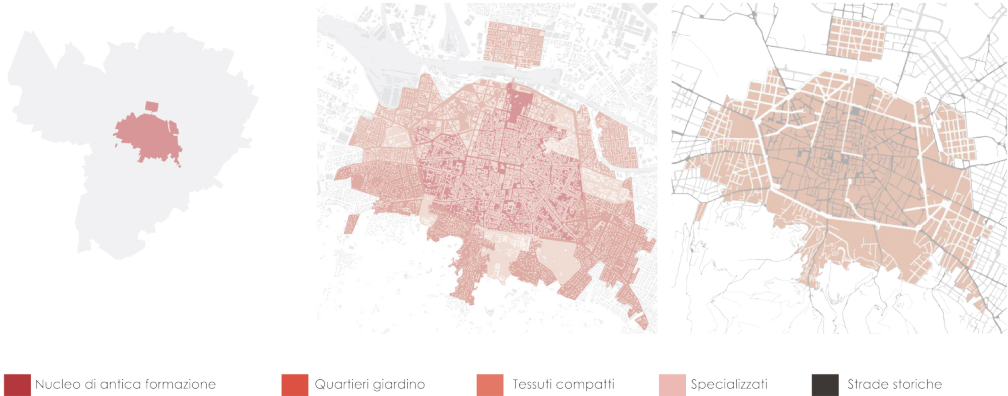 Nucleo di antica formazione
Quartieri giardino
Tessuti compatti
Specializzati
Strade storiche